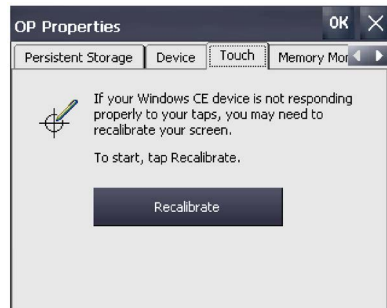 OP Properties OK
Persistent Storage Device Touch Memory Mor
If your Windows CE device is not responding
properly to your taps, you may need to
recalibrate your screen.
To start, tap Recalibrate.
Recalibrate